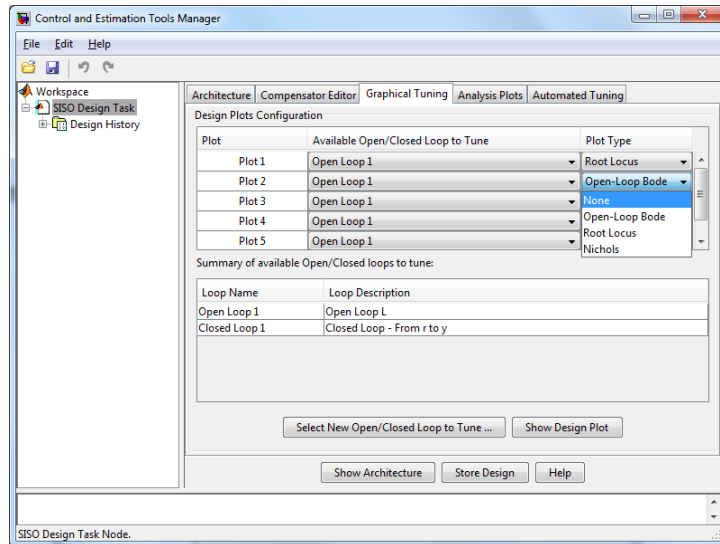 Control and Estimation Tools Manager
File Edit Help
Workspace
SISO Design Task
Design History
Architecture Compensator Editor Graphical Tuning Analysis Plots Automated Tuning
Design Plots Configuration
Plot Available Open/Closed Loop to Tune Plot Type
Plot 1 Open Loop 1 Root Locus
Plot 2 Open Loop 1 Open-Loop Bode
Plot 3 Open Loop 1 None
Plot 4 Open Loop 1 Open-Loop Bode
Root Locus
Plot 5 Open Loop 1 Nichols
Summary of available Open/Closed loops to tune:
Loop Name Loop Description
Open Loop 1 Open Loop L
Closed Loop 1 Closed Loop - From r to y
Select New Open/Closed Loop to Tune ... Show Design Plot
Show Architecture Store Design Help
SISO Design Task Node.